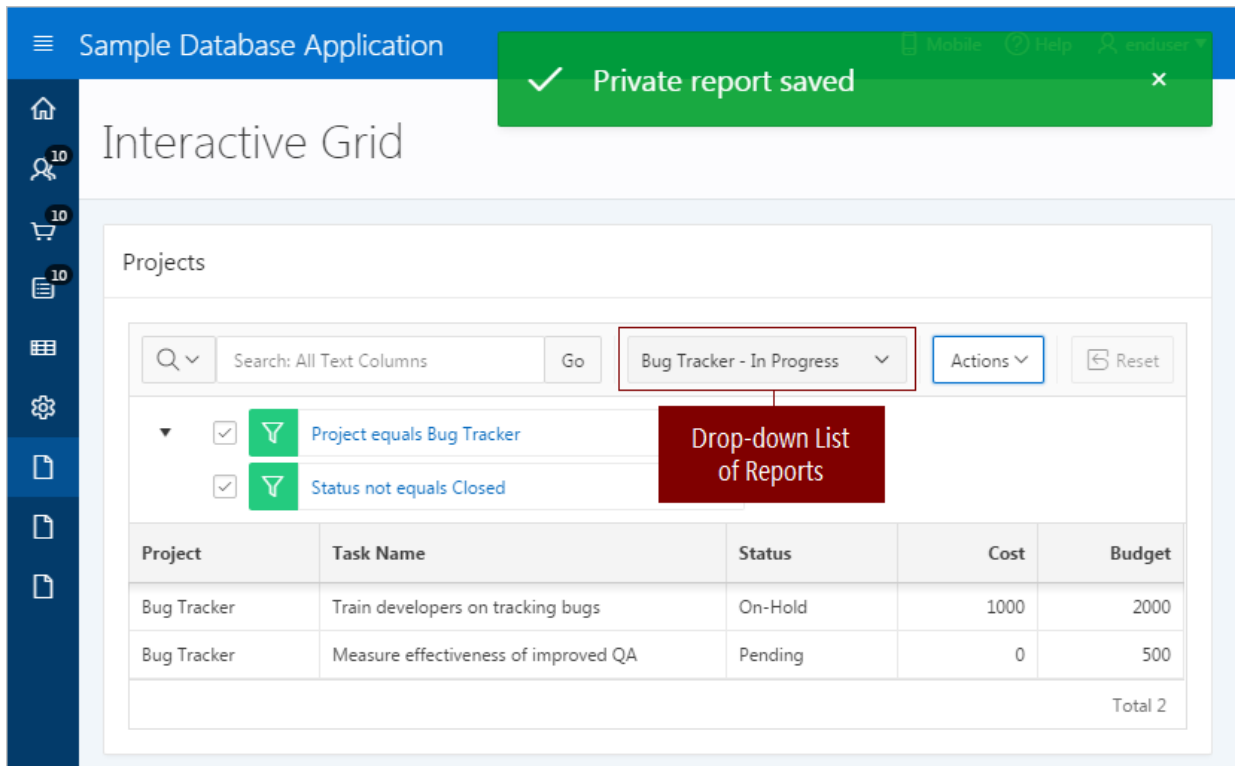 Sample Database Application
Mobile Help enduser
Private report saved
10
Interactive Grid
10
10
Projects
Search: All Text Columns Go Bug Tracker - In Progress Actions Reset
Project equals Bug Tracker
Status not equals Closed
Drop-down List
of Reports
Project Task Name Status Cost Budget
Bug Tracker Train developers on tracking bugs On-Hold 1000 2000
Bug Tracker Measure effectiveness of improved QA Pending 0 500
Total 2